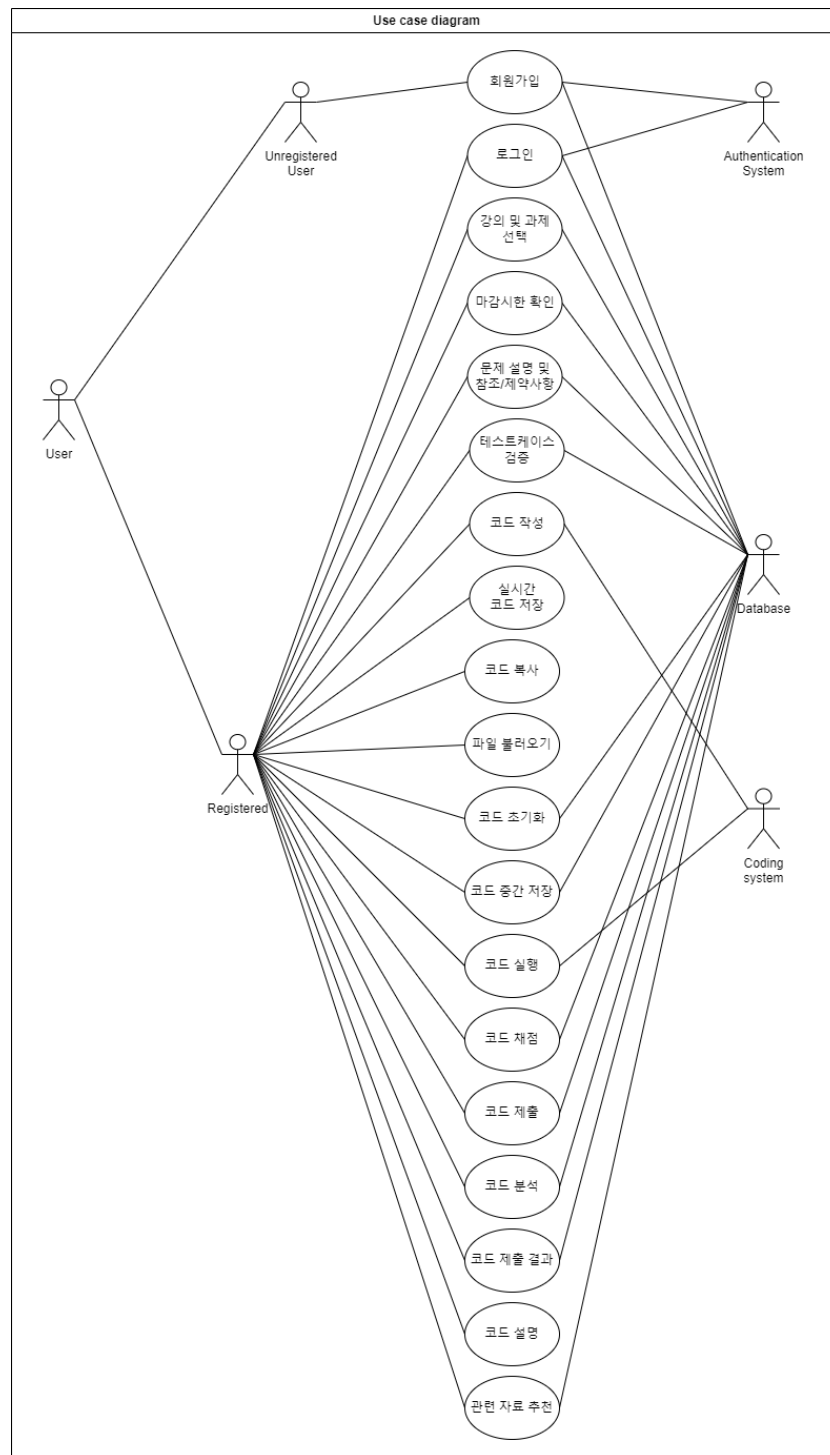 Use case diagram
회원가입
Unregistered
User
Authentication
System
로그인
강의 및 과제
선택
마감시한 확인
문제 설명 및
참조/제약사항
User
테스트케이스
검증
코드 작성
실시간
코드 저장
Database
코드 복사
파일 불러오기
Registered
코드 초기화
Coding
system
코드 중간 저장
코드 실행
코드 채점
코드 제출
코드 분석
코드 제출 결과
코드 설명
관련 자료 추천